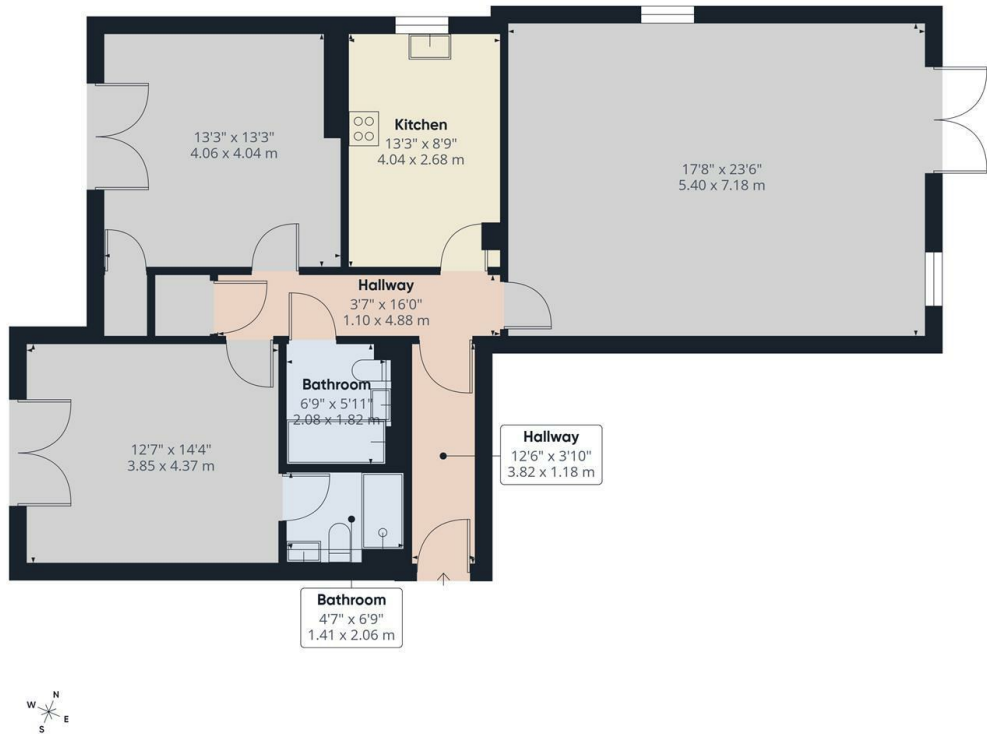 13'3" x 13'3"
4.06 x 4.04 m
Kitchen
13'3" x 8'9"
4.04 x 2.68 m
17'8" x 23'6"
5.40 x 7.18 m
Hallway
3'7" x 16'0"
1.10 x 4.88 m
Bathroom
6'9" x 5'11"
2.08 x 1.82 m
12'7" x 14'4"
3.85 x 4.37 m
Hallway
12'6" x 3'10"
3.82 x 1.18 m
Bathroom
4'7" x 6'9"
1.41 x 2.06 m
N
W
E
S